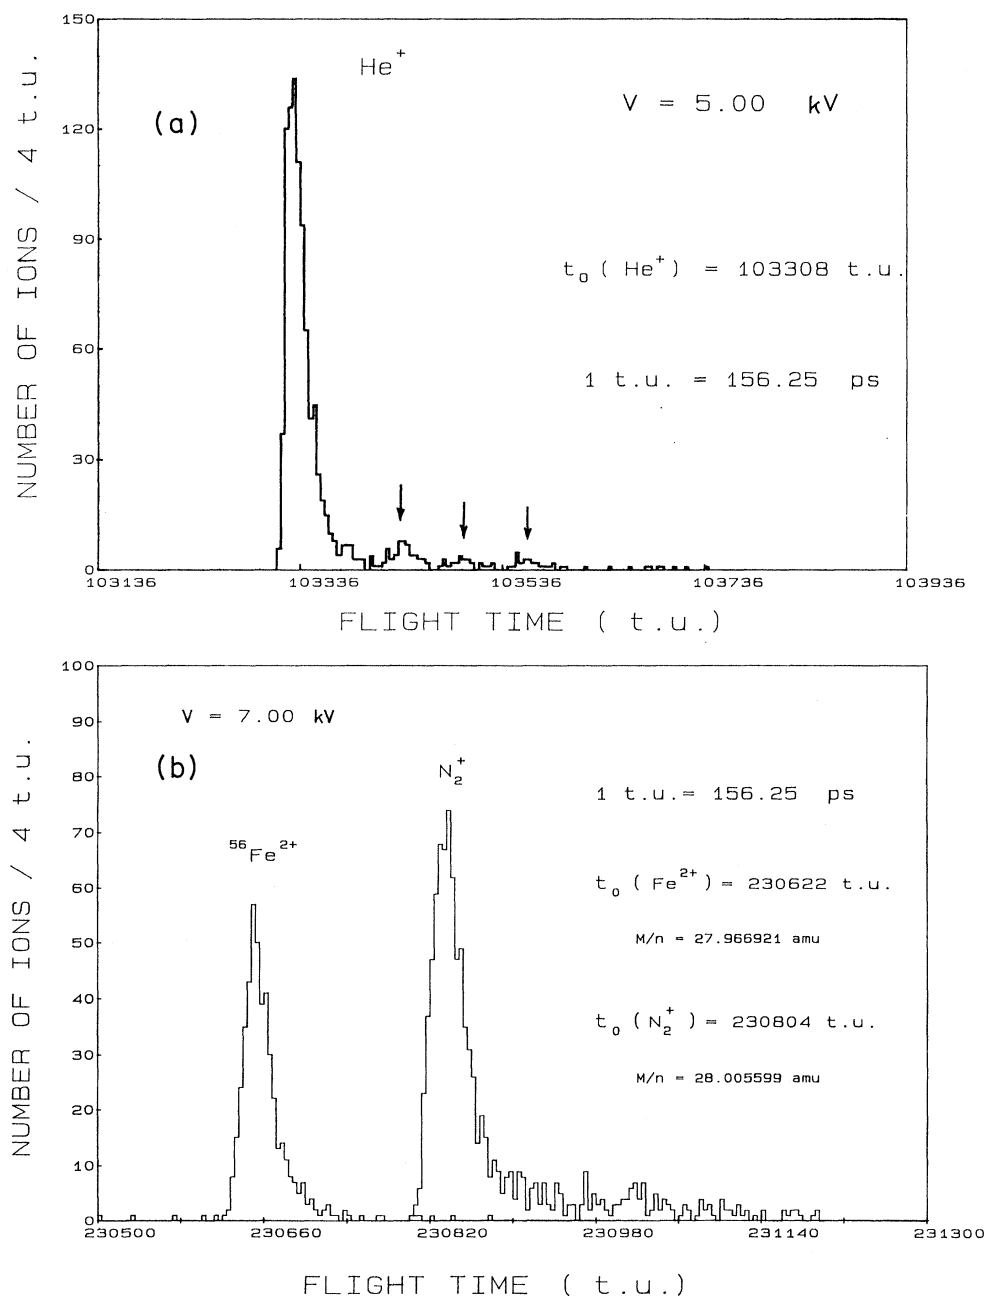 150
120
90
60
30
0
NUMBER OF IONS / 4 t.u.
(a)
He+
V = 5.00 kV
t0 ( He+ ) = 103308 t.u.
1 t.u. = 156.25 ps
103136 103336 103536 103736 103936
FLIGHT TIME ( t.u.)
100
90
80
70
60
50
40
30
20
10
0
NUMBER OF IONS / 4 t.u.
V = 7.00 kV
(b)
56Fe2+
N2+
1 t.u.= 156.25 ps
t0 ( Fe2+ ) = 230622 t.u.
M/n = 27.966921 amu
t0 ( N2+ ) = 230804 t.u.
M/n = 28.005599 amu
230500 230660 230820 230980 231140 231300
FLIGHT TIME ( t.u.)